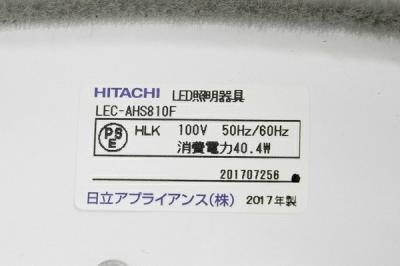 HITACHI LED照明器具
LEC-AHS810F
PS E HLK 100V 50Hz/60Hz
消費電力40.4W
201707256
日立アプライアンス(株) 2017年製